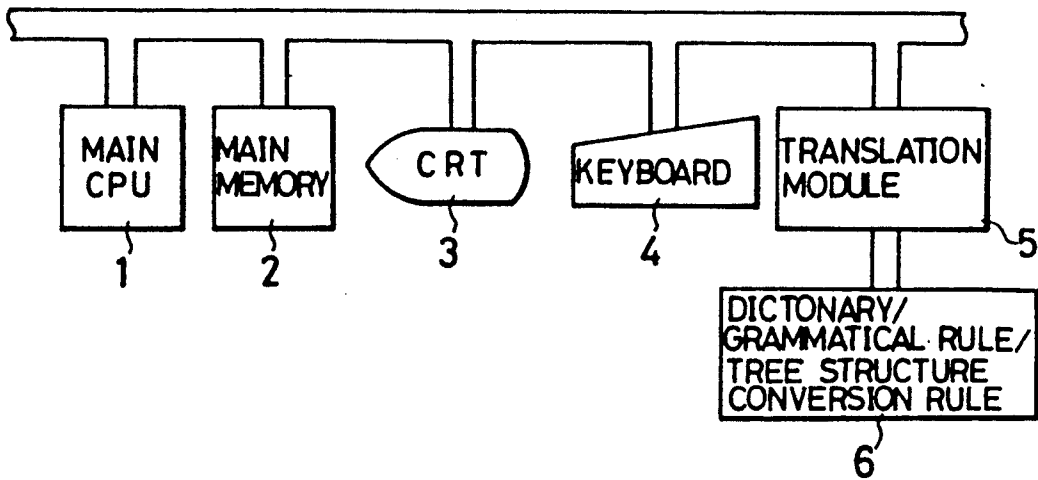 MAIN
CPU
MAIN
MEMORY
CRT
KEYBOARD
TRANSLATION
MODULE
1
2
3
4
5
DICTONARY/
GRAMMATICAL RULE/
TREE STRUCTURE
CONVERSION RULE
6